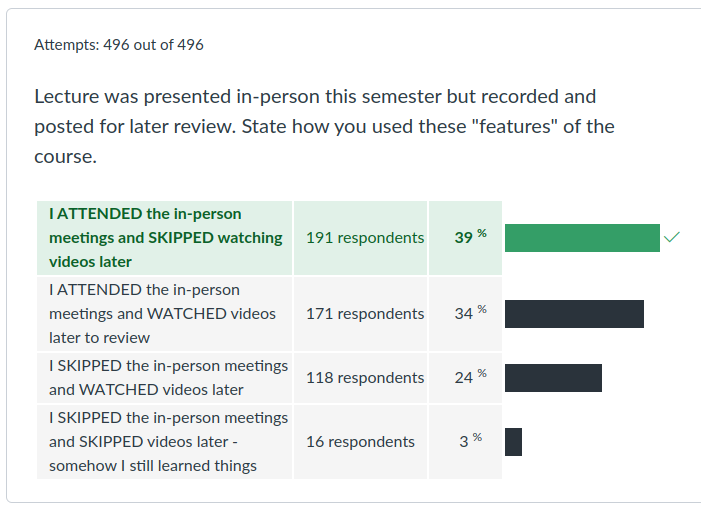 Attempts: 496 out of 496
Lecture was presented in-person this semester but recorded and
posted for later review. State how you used these "features" of the
course.
I ATTENDED the in-person
meetings and SKIPPED watching
videos later
191 respondents
39 %
I ATTENDED the in-person
meetings and WATCHED videos
later to review
171 respondents
34 %
I SKIPPED the in-person meetings
and WATCHED videos later
118 respondents
24 %
I SKIPPED the in-person meetings
and SKIPPED videos later -
somehow I still learned things
16 respondents
3 %